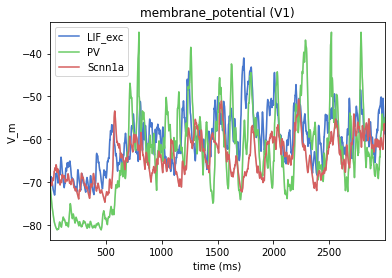 membrane_potential (V1)
LIF_exc
PV
Scnn1a
V_m
−40
−50
−60
−70
−80
500 1000 1500 2000 2500
time (ms)